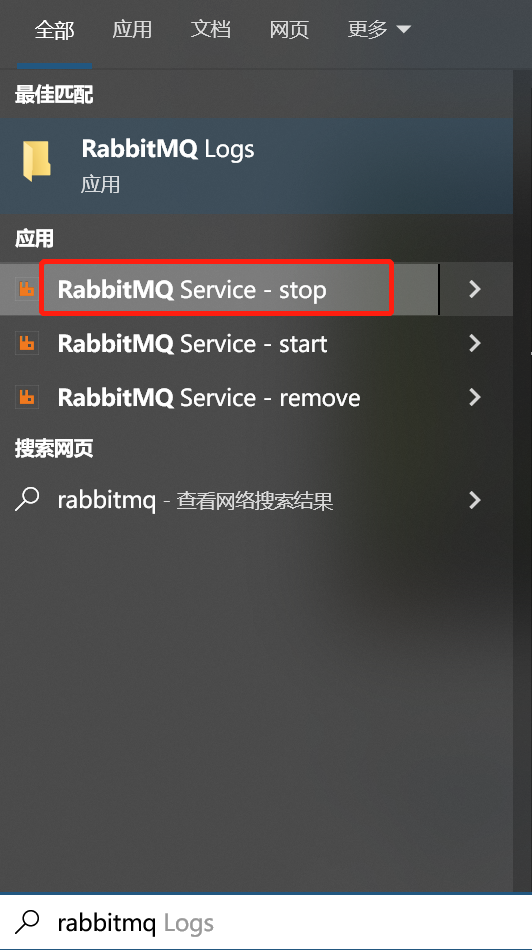 全部 应用 文档 网页 更多
最佳匹配
RabbitMQ Logs
应用
应用
RabbitMQ Service - stop
RabbitMQ Service - start
RabbitMQ Service - remove
搜索网页
rabbitmq - 查看网络搜索结果
rabbitmq Logs